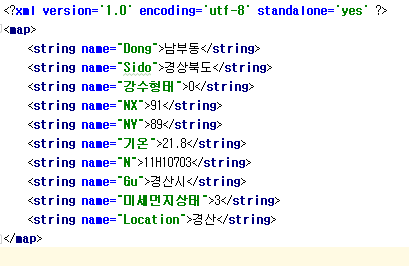 <?xml version='1.0' encoding='utf-8' standalone='yes' ?>
<map>
<string name="Dong">남부동</string>
<string name="Sido">경상북도</string>
<string name="강수형태">0</string>
<string name="NX">91</string>
<string name="NY">89</string>
<string name="기온">21.8</string>
<string name="N">11H10703</string>
<string name="Gu">경산시</string>
<string name="미세먼지상태">3</string>
<string name="Location">경산</string>
</map>